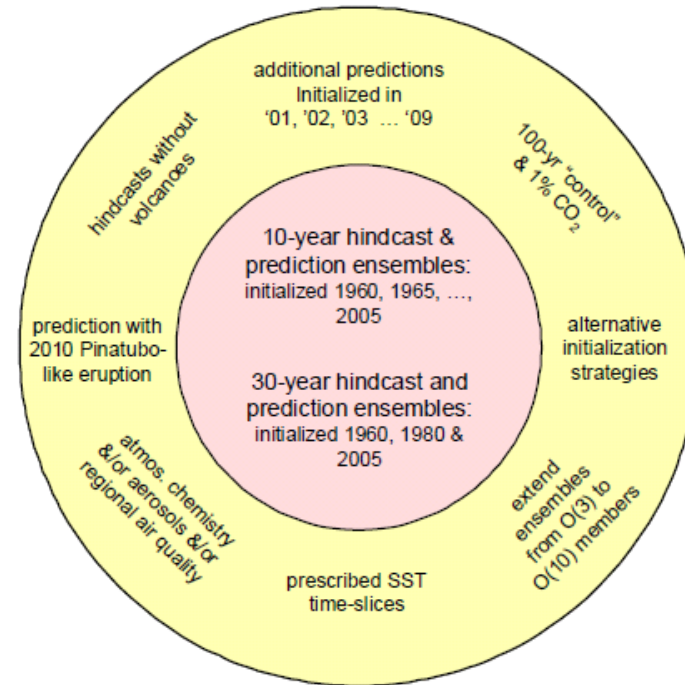 additional predictions
Initialized in
‘01, ’02, ’03 … ’09
100-yr “control”
& 1% CO₂
alternative
initialization
strategies
extend
ensembles
from O(3) to
O(10) members
prescribed SST
time-slices
atmos. chemistry
&/or aerosols &/or
regional air quality
prediction with
2010 Pinatubo-
like eruption
hindcasts without
volcanoes
10-year hindcast &
prediction ensembles:
initialized 1960, 1965, …,
2005
30-year hindcast and
prediction ensembles:
initialized 1960, 1980 &
2005